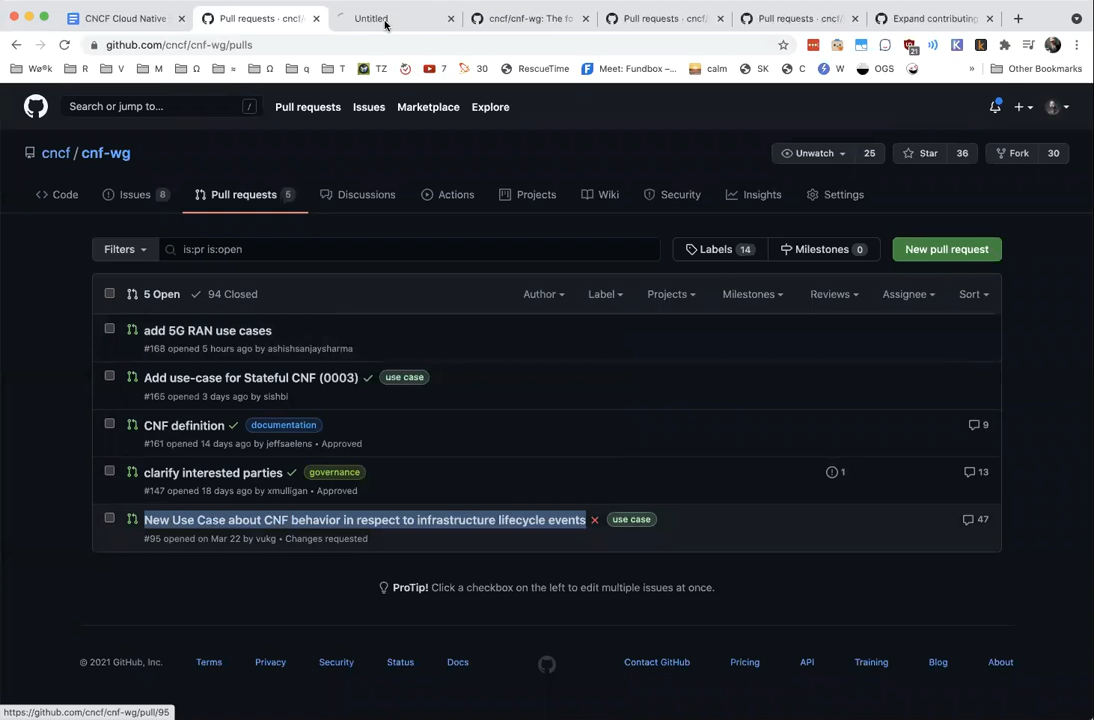 CNCF Cloud Native
Pull requests · cncf/
Untitled
cncf/cnf-wg: The fo
Pull requests · cncf/
Pull requests · cncf/
Expand contributing
github.com/cncf/cnf-wg/pulls
21
Wø®k
R
V
M
Ω
≈
Ω
q
T
TZ
7
30
RescueTime
Meet: Fundbox –...
calm
SK
C
W
OGS
»
Other Bookmarks
Search or jump to...
/
Pull requests
Issues
Marketplace
Explore
cncf / cnf-wg
Unwatch
25
Star
36
Fork
30
Code
Issues 8
Pull requests 5
Discussions
Actions
Projects
Wiki
Security
Insights
Settings
Filters
is:pr is:open
Labels 14
Milestones 0
New pull request
5 Open
94 Closed
Author
Label
Projects
Milestones
Reviews
Assignee
Sort
add 5G RAN use cases
#168 opened 5 hours ago by ashishsanjaysharma
Add use-case for Stateful CNF (0003)
use case
#165 opened 3 days ago by sishbi
CNF definition
documentation
9
#161 opened 14 days ago by jeffsaelens • Approved
clarify interested parties
governance
1
13
#147 opened 18 days ago by xmulligan • Approved
New Use Case about CNF behavior in respect to infrastructure lifecycle events
use case
47
#95 opened on Mar 22 by vukg • Changes requested
ProTip! Click a checkbox on the left to edit multiple issues at once.
© 2021 GitHub, Inc.
Terms
Privacy
Security
Status
Docs
Contact GitHub
Pricing
API
Training
Blog
About
https://github.com/cncf/cnf-wg/pull/95